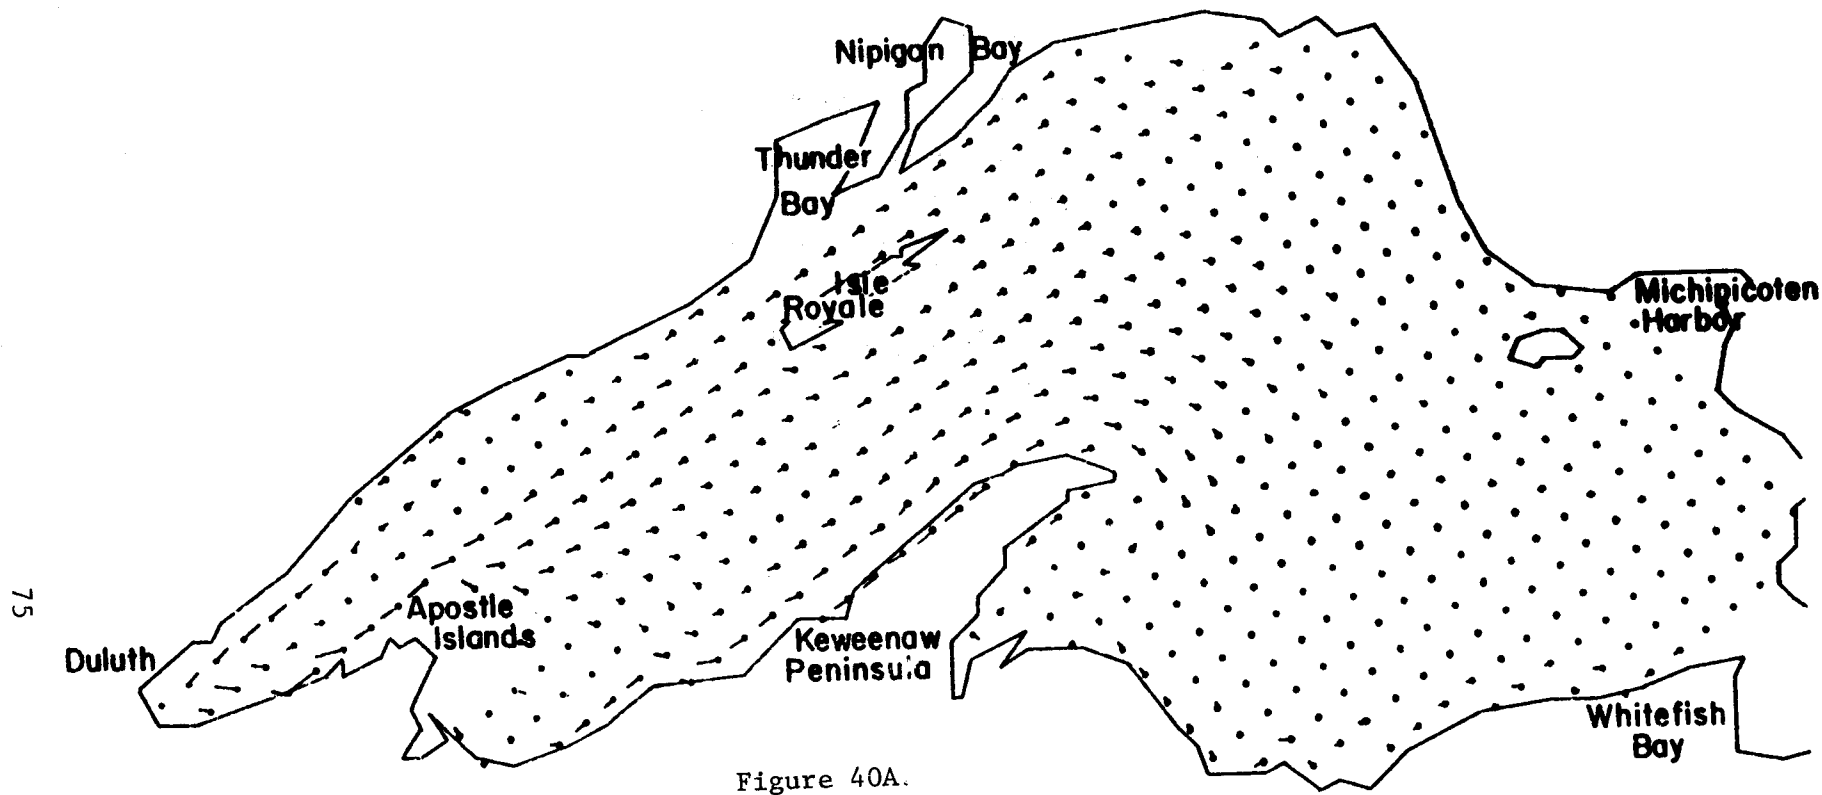 Nipigon Bay
Thunder
Bay
Isle
Royale
Michipicoten
Harbor
Apostle
Islands
Duluth
Keweenaw
Peninsula
Whitefish
Bay
75
Figure 40A.